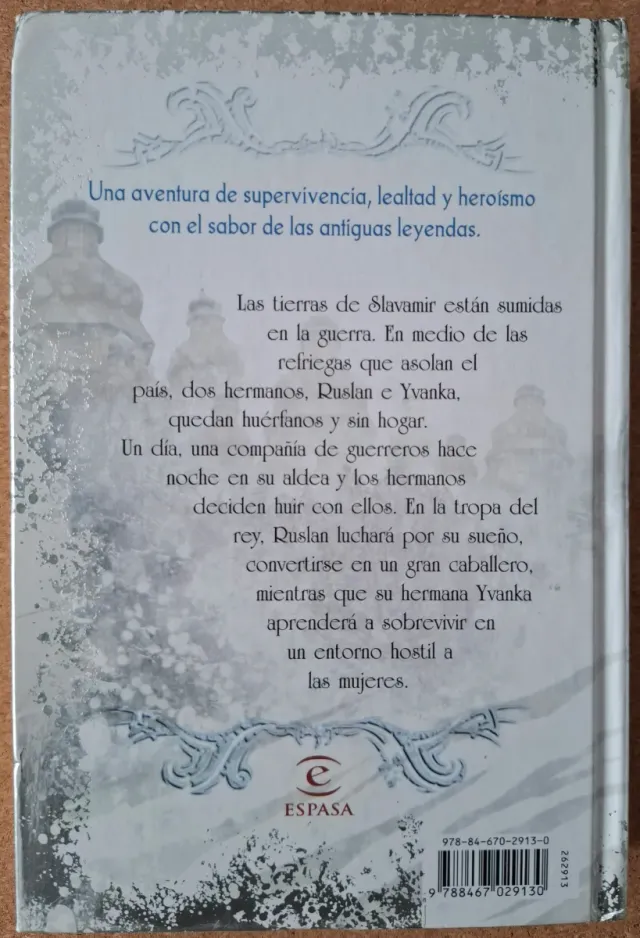 Una aventura de supervivencia, lealtad y heroísmo
con el sabor de las antiguas leyendas.
Las tierras de Slavamir están sumidas
en la guerra. En medio de las
refriegas que asolan el
país, dos hermanos, Ruslan e Yvanka,
quedan huérfanos y sin hogar.
Un día, una compañía de guerreros hace
noche en su aldea y los hermanos
deciden huir con ellos. En la tropa del
rey, Ruslan luchará por su sueño,
convertirse en un gran caballero,
mientras que su hermana Yvanka
aprenderá a sobrevivir en
un entorno hostil a
las mujeres.
e
ESPASA
978-84-670-2913-0
262913
9 788467 029130